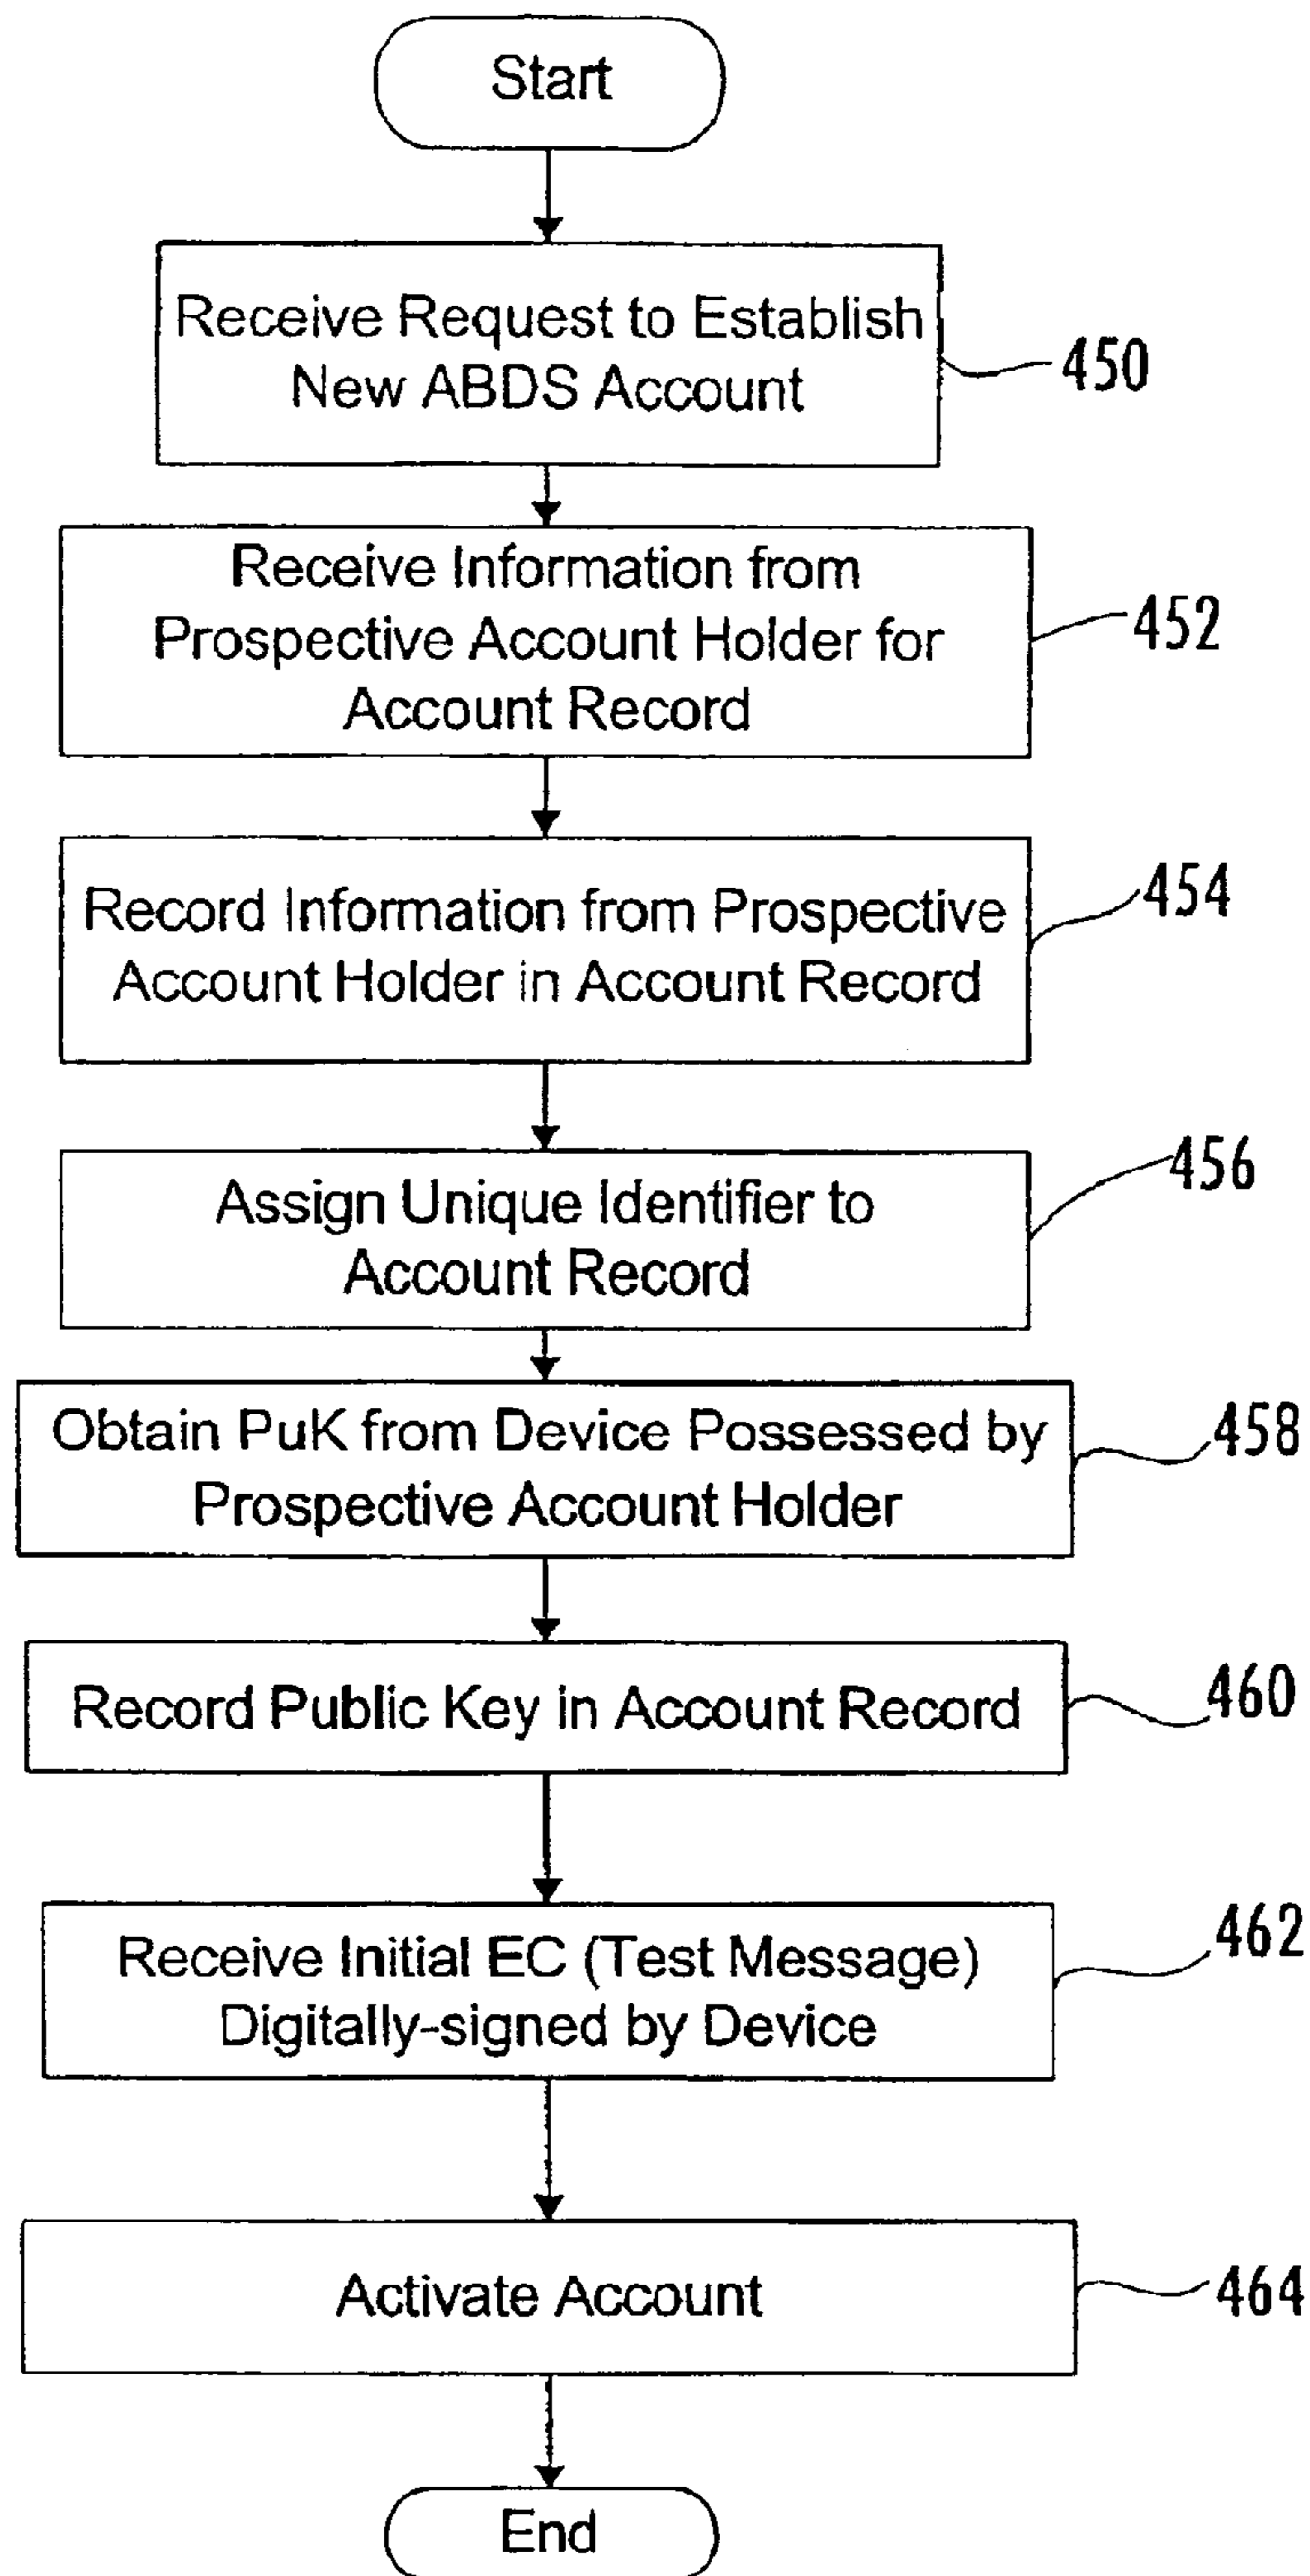 Start
Receive Request to Establish
New ABDS Account
450
Receive Information from
Prospective Account Holder for
Account Record
452
Record Information from Prospective
Account Holder in Account Record
454
Assign Unique Identifier to
Account Record
456
Obtain PuK from Device Possessed by
Prospective Account Holder
458
Record Public Key in Account Record
460
Receive Initial EC (Test Message)
Digitally-signed by Device
462
Activate Account
464
End